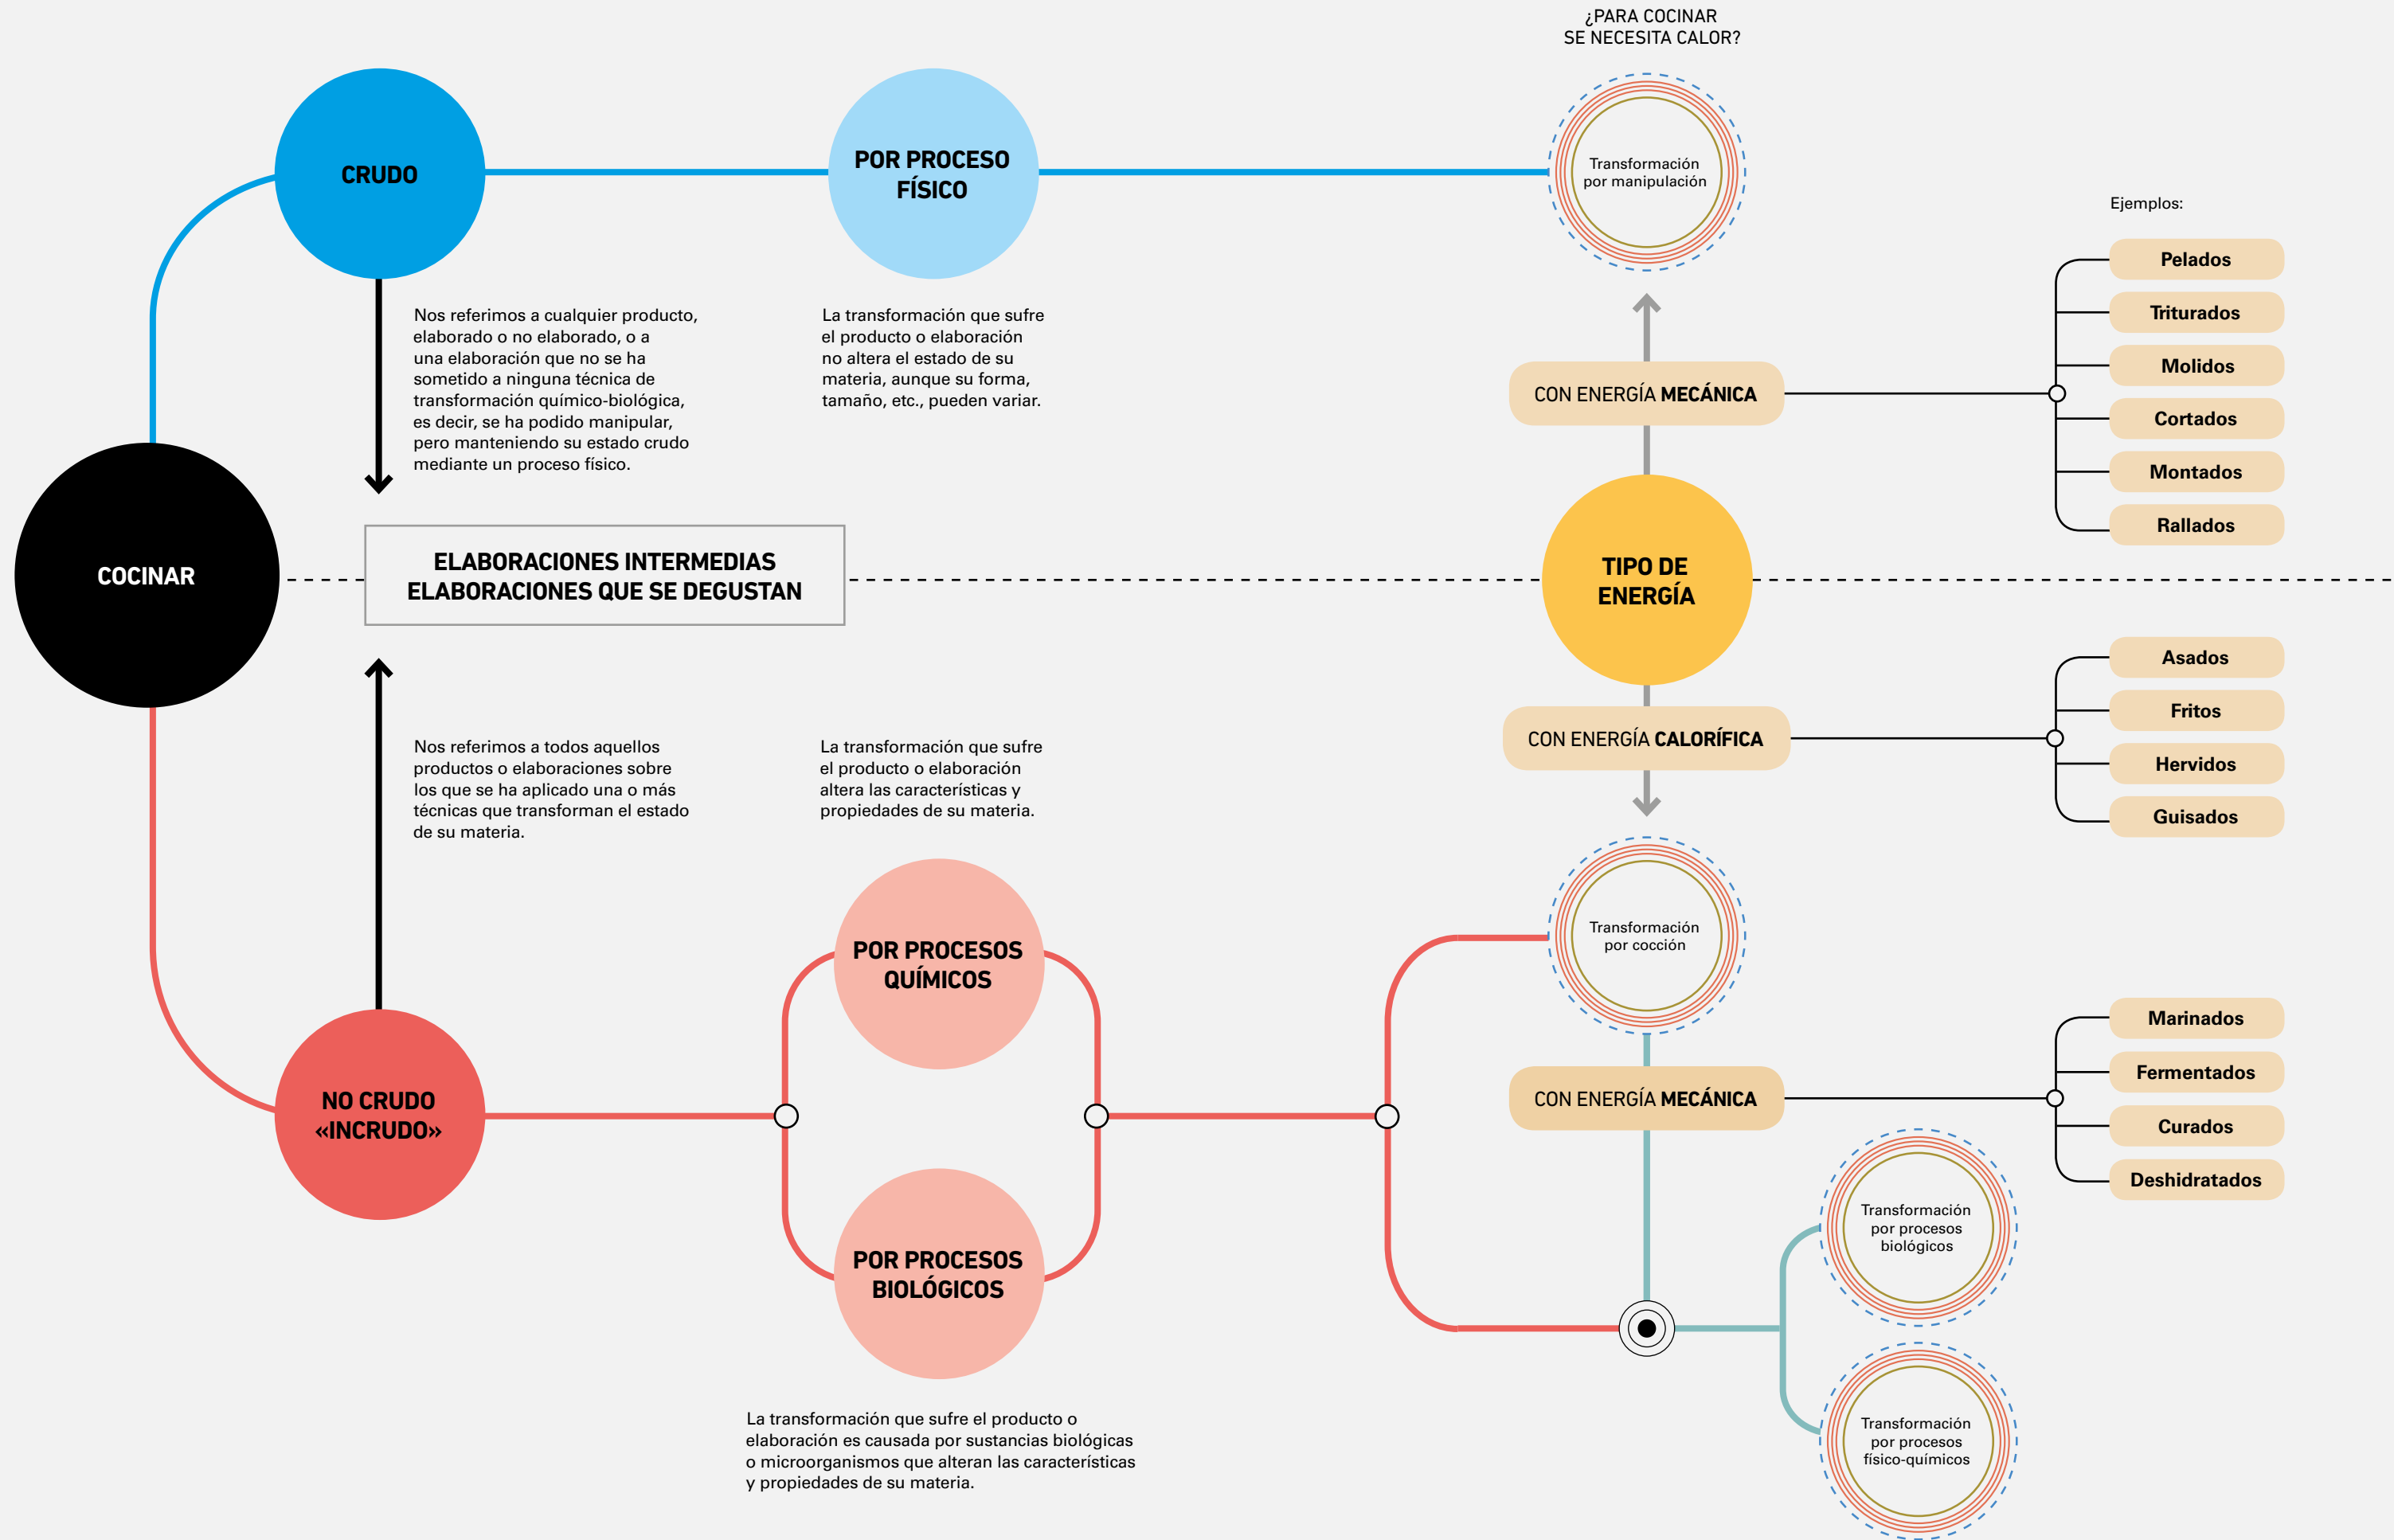 ¿PARA COCINAR
SE NECESITA CALOR?
CRUDO
POR PROCESO
FÍSICO
Transformación
por manipulación
Nos referimos a cualquier producto,
elaborado o no elaborado, o a
una elaboración que no se ha
sometido a ninguna técnica de
transformación químico-biológica,
es decir, se ha podido manipular,
pero manteniendo su estado crudo
mediante un proceso físico.
La transformación que sufre
el producto o elaboración
no altera el estado de su
materia, aunque su forma,
tamaño, etc., pueden variar.
CON ENERGÍA MECÁNICA
Ejemplos:
Pelados
Triturados
Molidos
Cortados
Montados
Rallados
COCINAR
ELABORACIONES INTERMEDIAS
ELABORACIONES QUE SE DEGUSTAN
TIPO DE
ENERGÍA
CON ENERGÍA CALORÍFICA
Asados
Fritos
Hervidos
Guisados
Nos referimos a todos aquellos
productos o elaboraciones sobre
los que se ha aplicado una o más
técnicas que transforman el estado
de su materia.
La transformación que sufre
el producto o elaboración
altera las características y
propiedades de su materia.
POR PROCESOS
QUÍMICOS
Transformación
por cocción
NO CRUDO
«INCRUDO»
CON ENERGÍA MECÁNICA
Marinados
Fermentados
Curados
Deshidratados
POR PROCESOS
BIOLÓGICOS
Transformación
por procesos
biológicos
Transformación
por procesos
físico-químicos
La transformación que sufre el producto o
elaboración es causada por sustancias biológicas
o microorganismos que alteran las características
y propiedades de su materia.